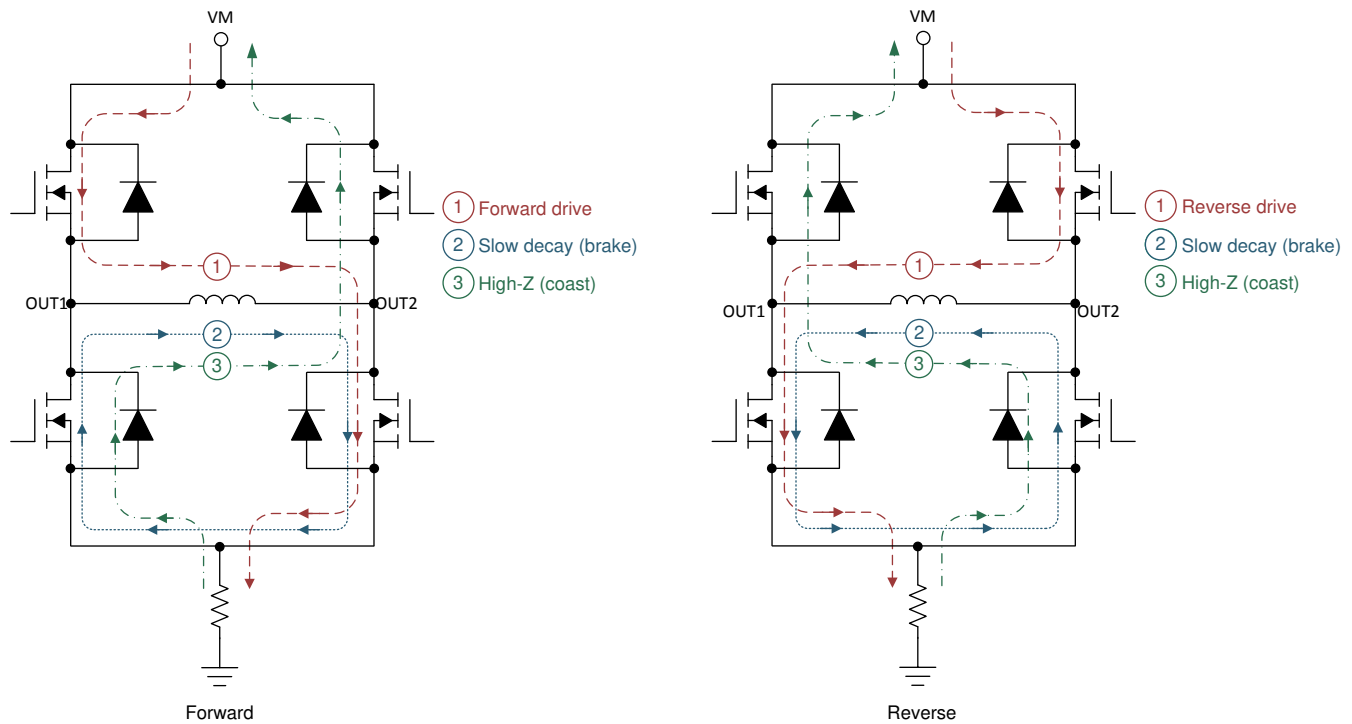 VM
1 Forward drive
2 Slow decay (brake)
3 High-Z (coast)
1
OUT1
OUT2
2
3
Forward
VM
1 Reverse drive
2 Slow decay (brake)
3 High-Z (coast)
1
OUT1
OUT2
2
3
Reverse